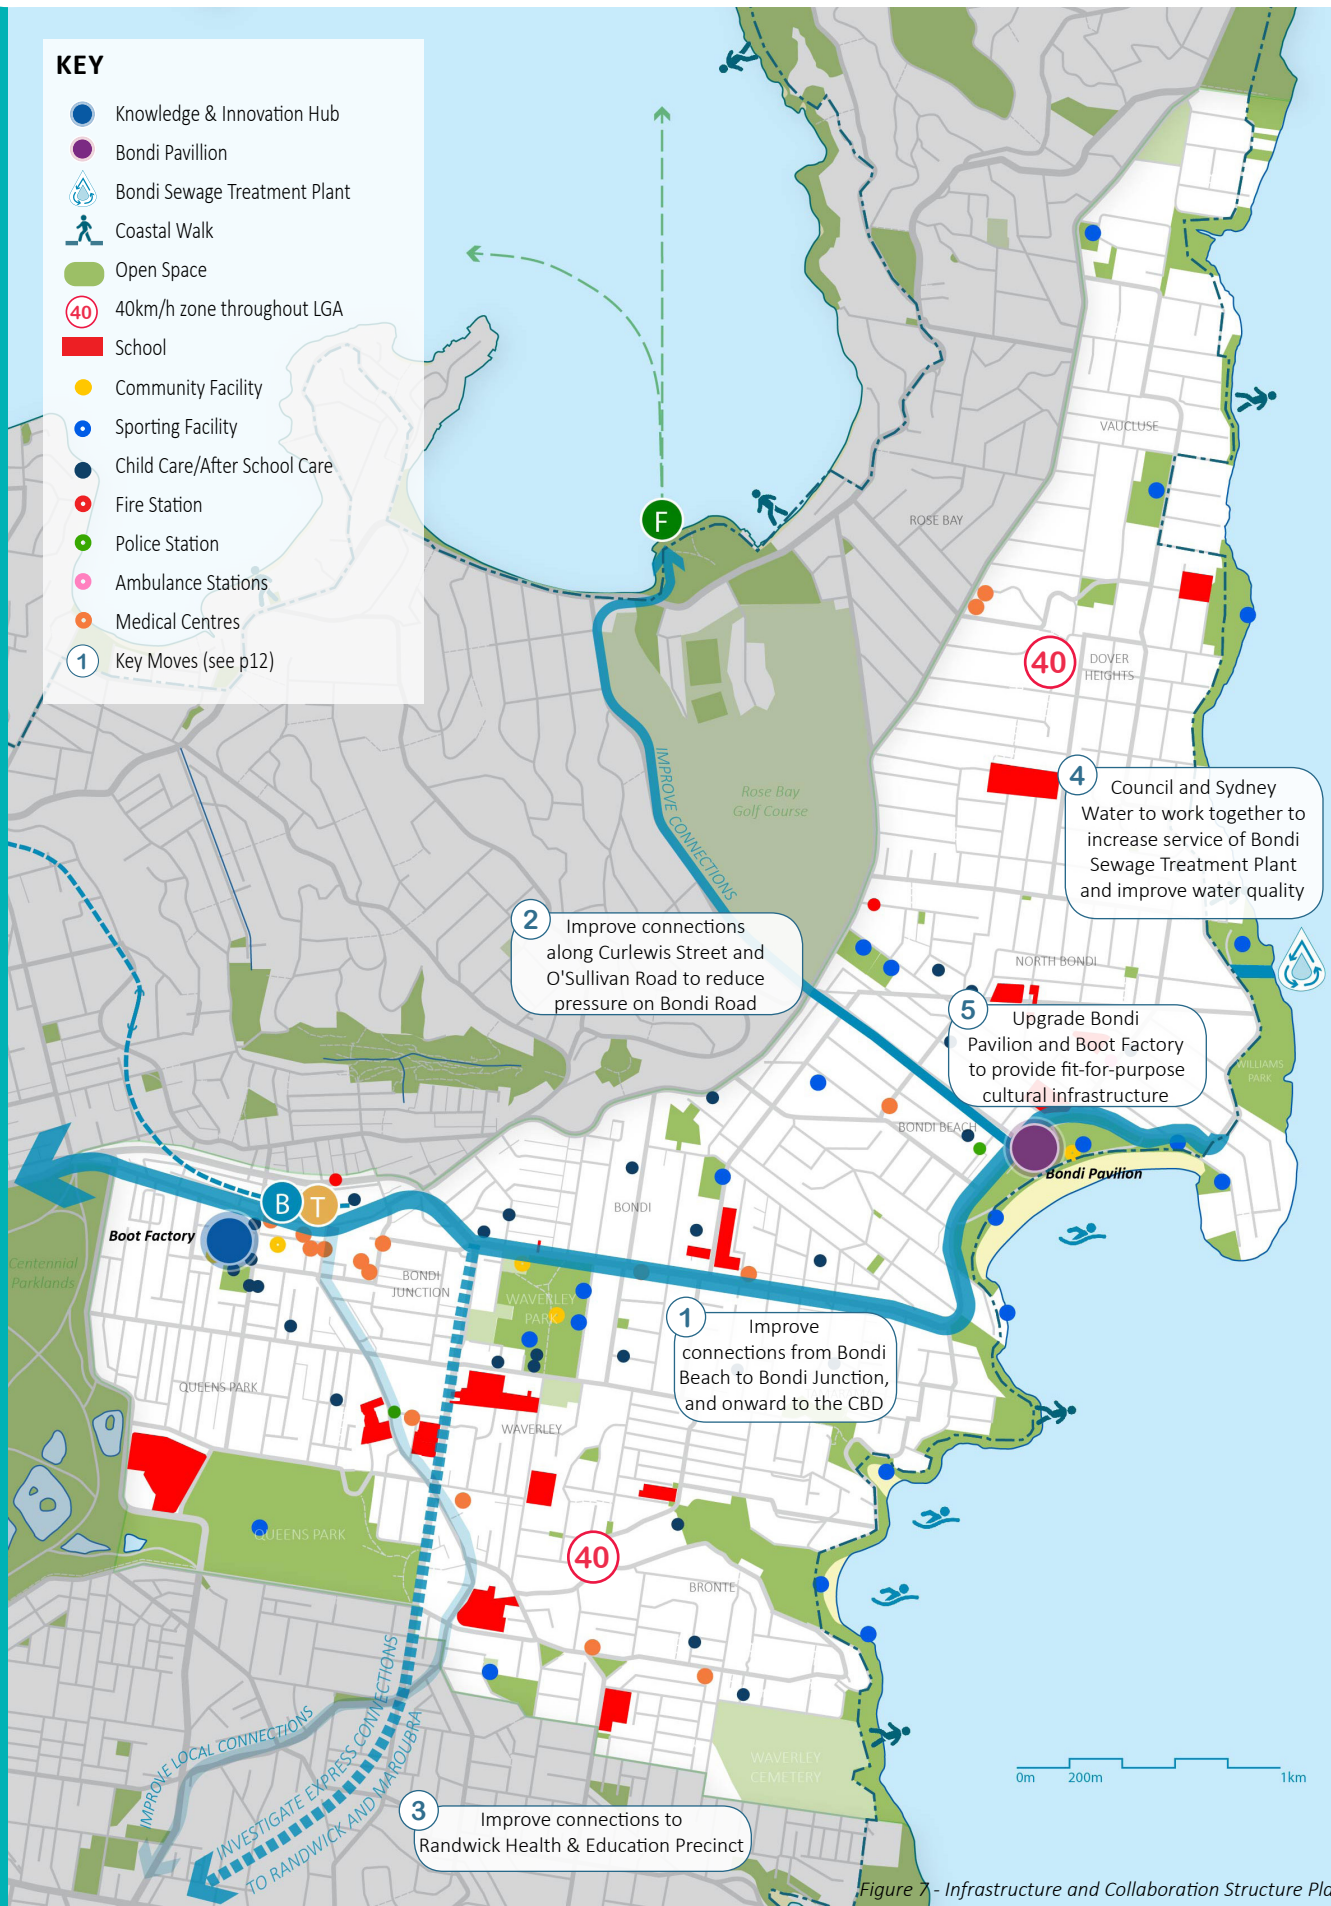 KEY
Knowledge & Innovation Hub
Bondi Pavillion
Bondi Sewage Treatment Plant
Coastal Walk
Open Space
40
40km/h zone throughout LGA
School
Community Facility
Sporting Facility
Child Care/After School Care
Fire Station
Police Station
Ambulance Stations
Medical Centres
1
Key Moves (see p12)
F
VAUCLUSE
ROSE BAY
40
DOVER
HEIGHTS
IMPROVE CONNECTIONS
Rose Bay
Golf Course
4
Council and Sydney
Water to work together to
increase service of Bondi
Sewage Treatment Plant
and improve water quality
2
Improve connections
along Curlewis Street and
O'Sullivan Road to reduce
pressure on Bondi Road
NORTH BONDI
5
Upgrade Bondi
Pavilion and Boot Factory
to provide fit-for-purpose
cultural infrastructure
WILLIAMS
PARK
BONDI BEACH
Bondi Pavilion
B
T
BONDI
Boot Factory
Centennial
Parklands
BONDI
JUNCTION
WAVERLEY
PARK
1
Improve
connections from Bondi
Beach to Bondi Junction,
and onward to the CBD
QUEENS PARK
WAVERLEY
QUEENS PARK
40
BRONTE
IMPROVE LOCAL CONNECTIONS
INVESTIGATE EXPRESS CONNECTIONS
TO RANDWICK AND MAROUBRA
WAVERLEY
CEMETERY
0m
200m
1km
3
Improve connections to
Randwick Health & Education Precinct
Figure 7 - Infrastructure and Collaboration Structure Pla